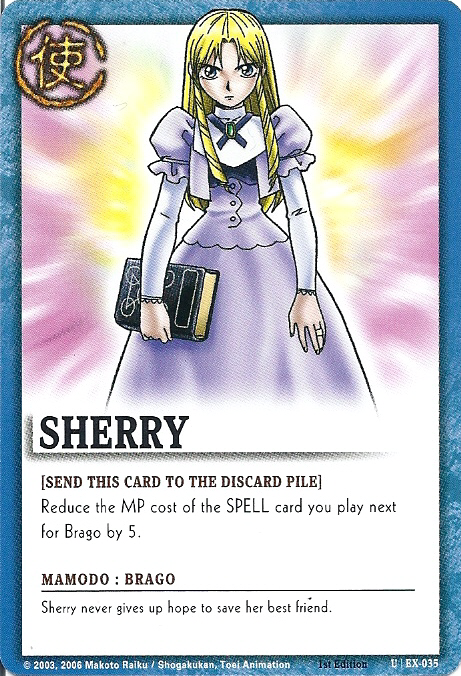 使
SHERRY
[SEND THIS CARD TO THE DISCARD PILE]
Reduce the MP cost of the SPELL card you play next
for Brago by 5.
MAMODO : BRAGO
Sherry never gives up hope to save her best friend.
© 2003, 2006 Makoto Raiku / Shogakukan, Toei Animation 1st Edition U | EX-035